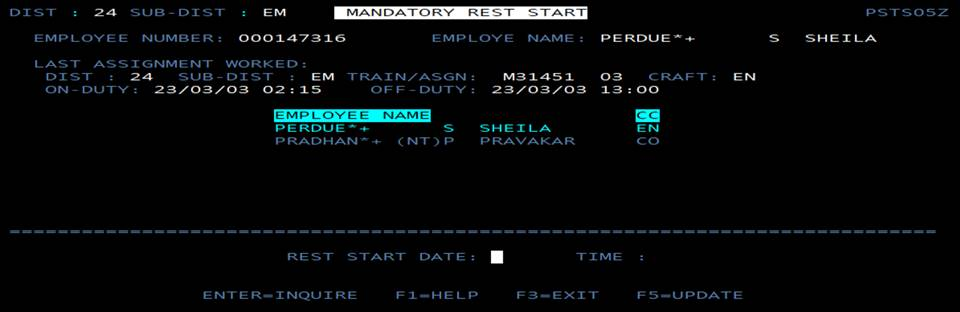 DIST : 24 SUB-DIST : EM MANDATORY REST START PSTS05Z
EMPLOYEE NUMBER: 000147316 EMPLOYE NAME: PERDUE*+ S SHEILA
LAST ASSIGNMENT WORKED:
DIST : 24 SUB-DIST : EM TRAIN/ASGN: M31451 03 CRAFT: EN
ON-DUTY: 23/03/03 02:15 OFF-DUTY: 23/03/03 13:00
EMPLOYEE NAME CC
PERDUE*+ S SHEILA EN
PRADHAN*+ (NT)P PRAVAKAR CO
==============================================================================
REST START DATE: TIME :
ENTER=INQUIRE F1=HELP F3=EXIT F5=UPDATE